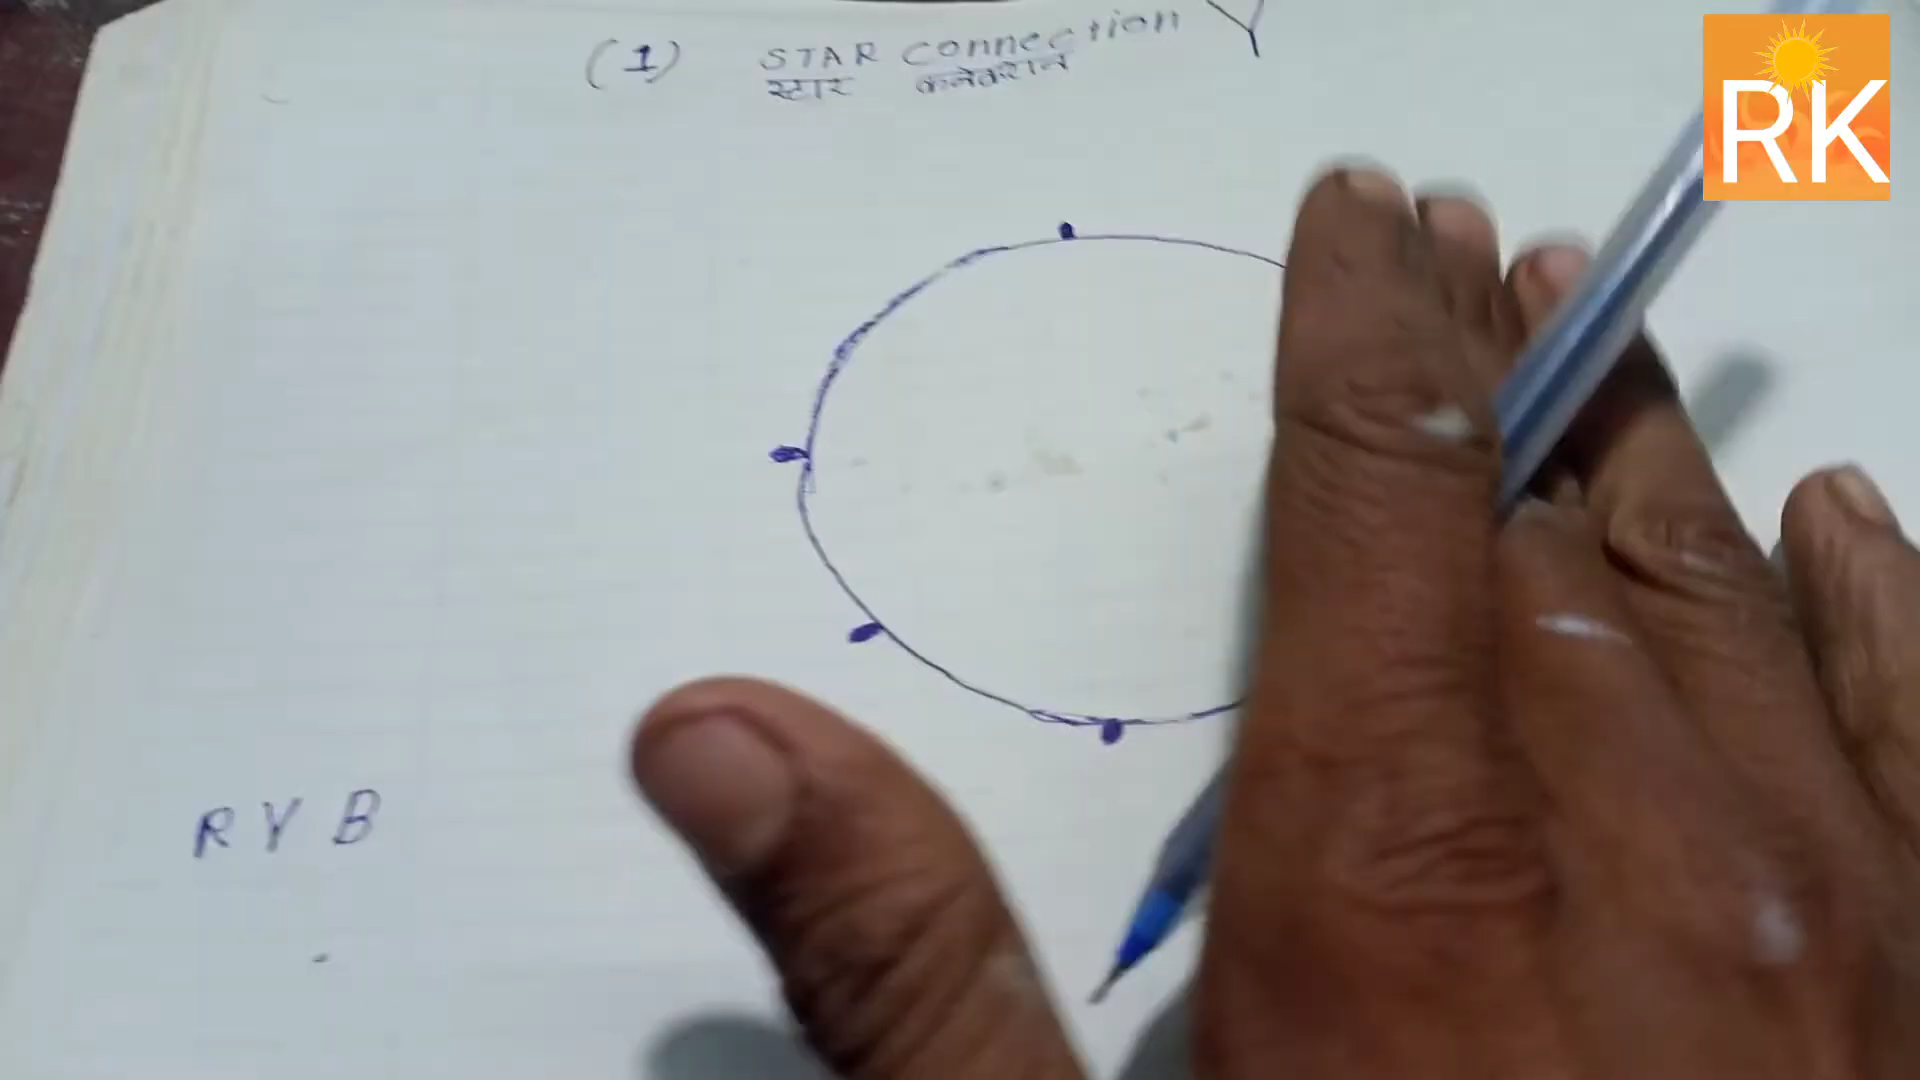 (1) STAR Connection Y
स्टार कनेक्शन
R Y B
RK